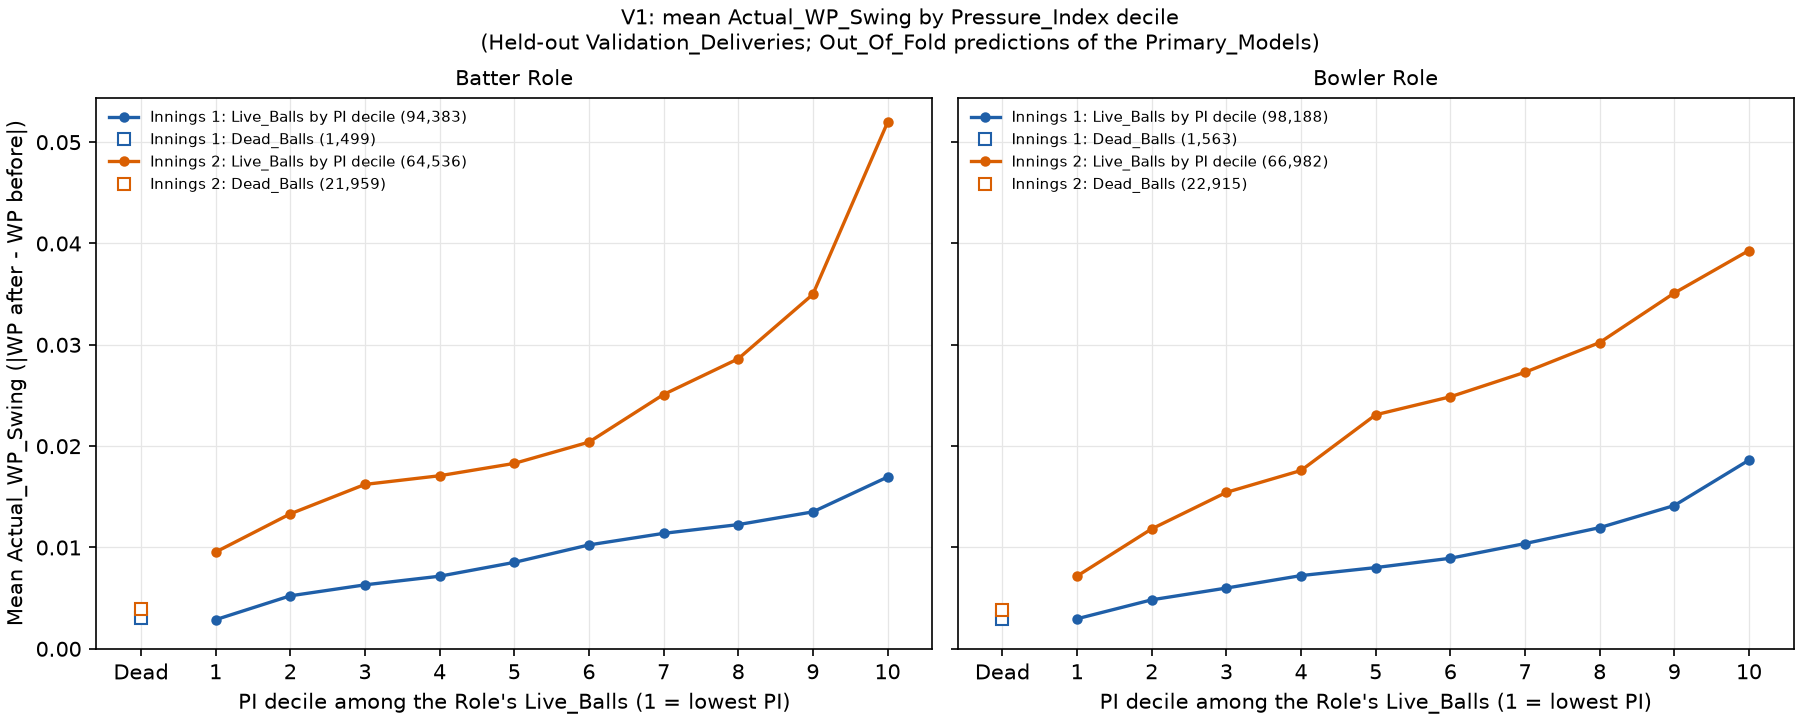 V1: mean Actual_WP_Swing by Pressure_Index decile
(Held-out Validation_Deliveries; Out_Of_Fold predictions of the Primary_Models)
Batter Role
Innings 1: Live_Balls by PI decile (94,383)
Innings 1: Dead_Balls (1,499)
Innings 2: Live_Balls by PI decile (64,536)
Innings 2: Dead_Balls (21,959)
Mean Actual_WP_Swing (|WP after - WP before|)
0.05
0.04
0.03
0.02
0.01
0.00
Dead 1 2 3 4 5 6 7 8 9 10
PI decile among the Role's Live_Balls (1 = lowest PI)
Bowler Role
Innings 1: Live_Balls by PI decile (98,188)
Innings 1: Dead_Balls (1,563)
Innings 2: Live_Balls by PI decile (66,982)
Innings 2: Dead_Balls (22,915)
Dead 1 2 3 4 5 6 7 8 9 10
PI decile among the Role's Live_Balls (1 = lowest PI)